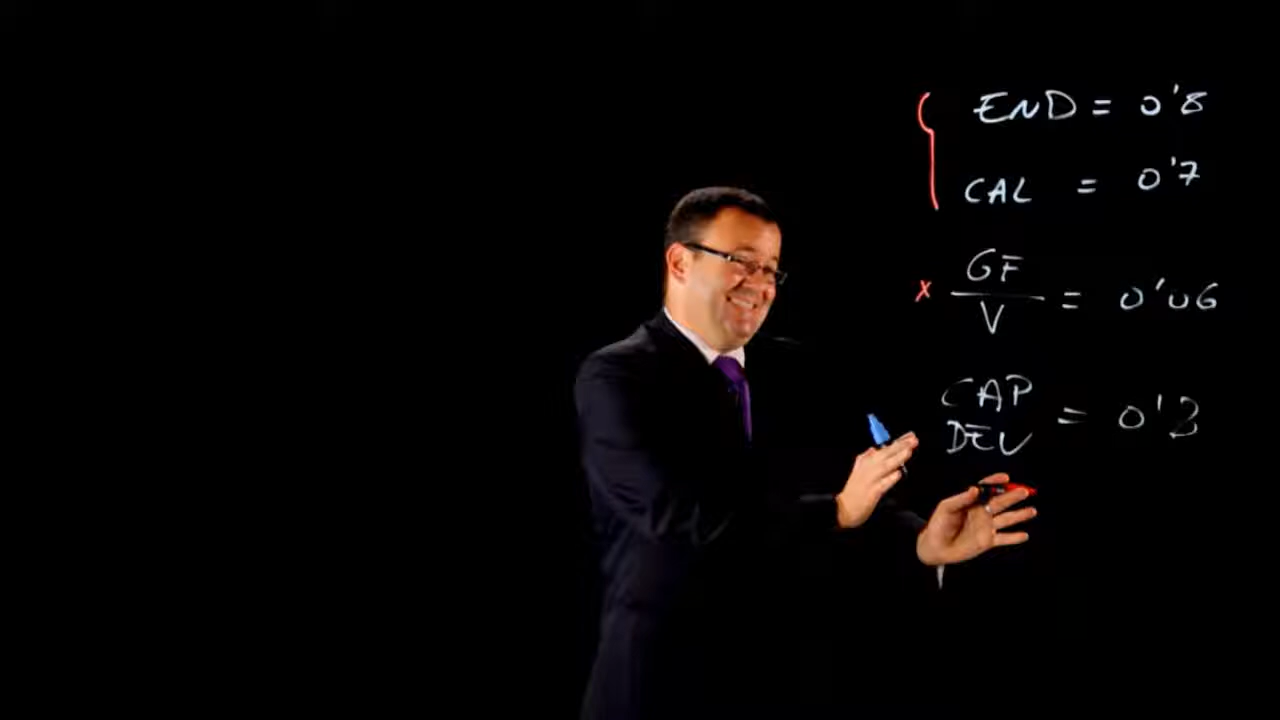 END = 0'8
CAL = 0'7
x GF/V = 0'06
CAP
DEV = 0'3